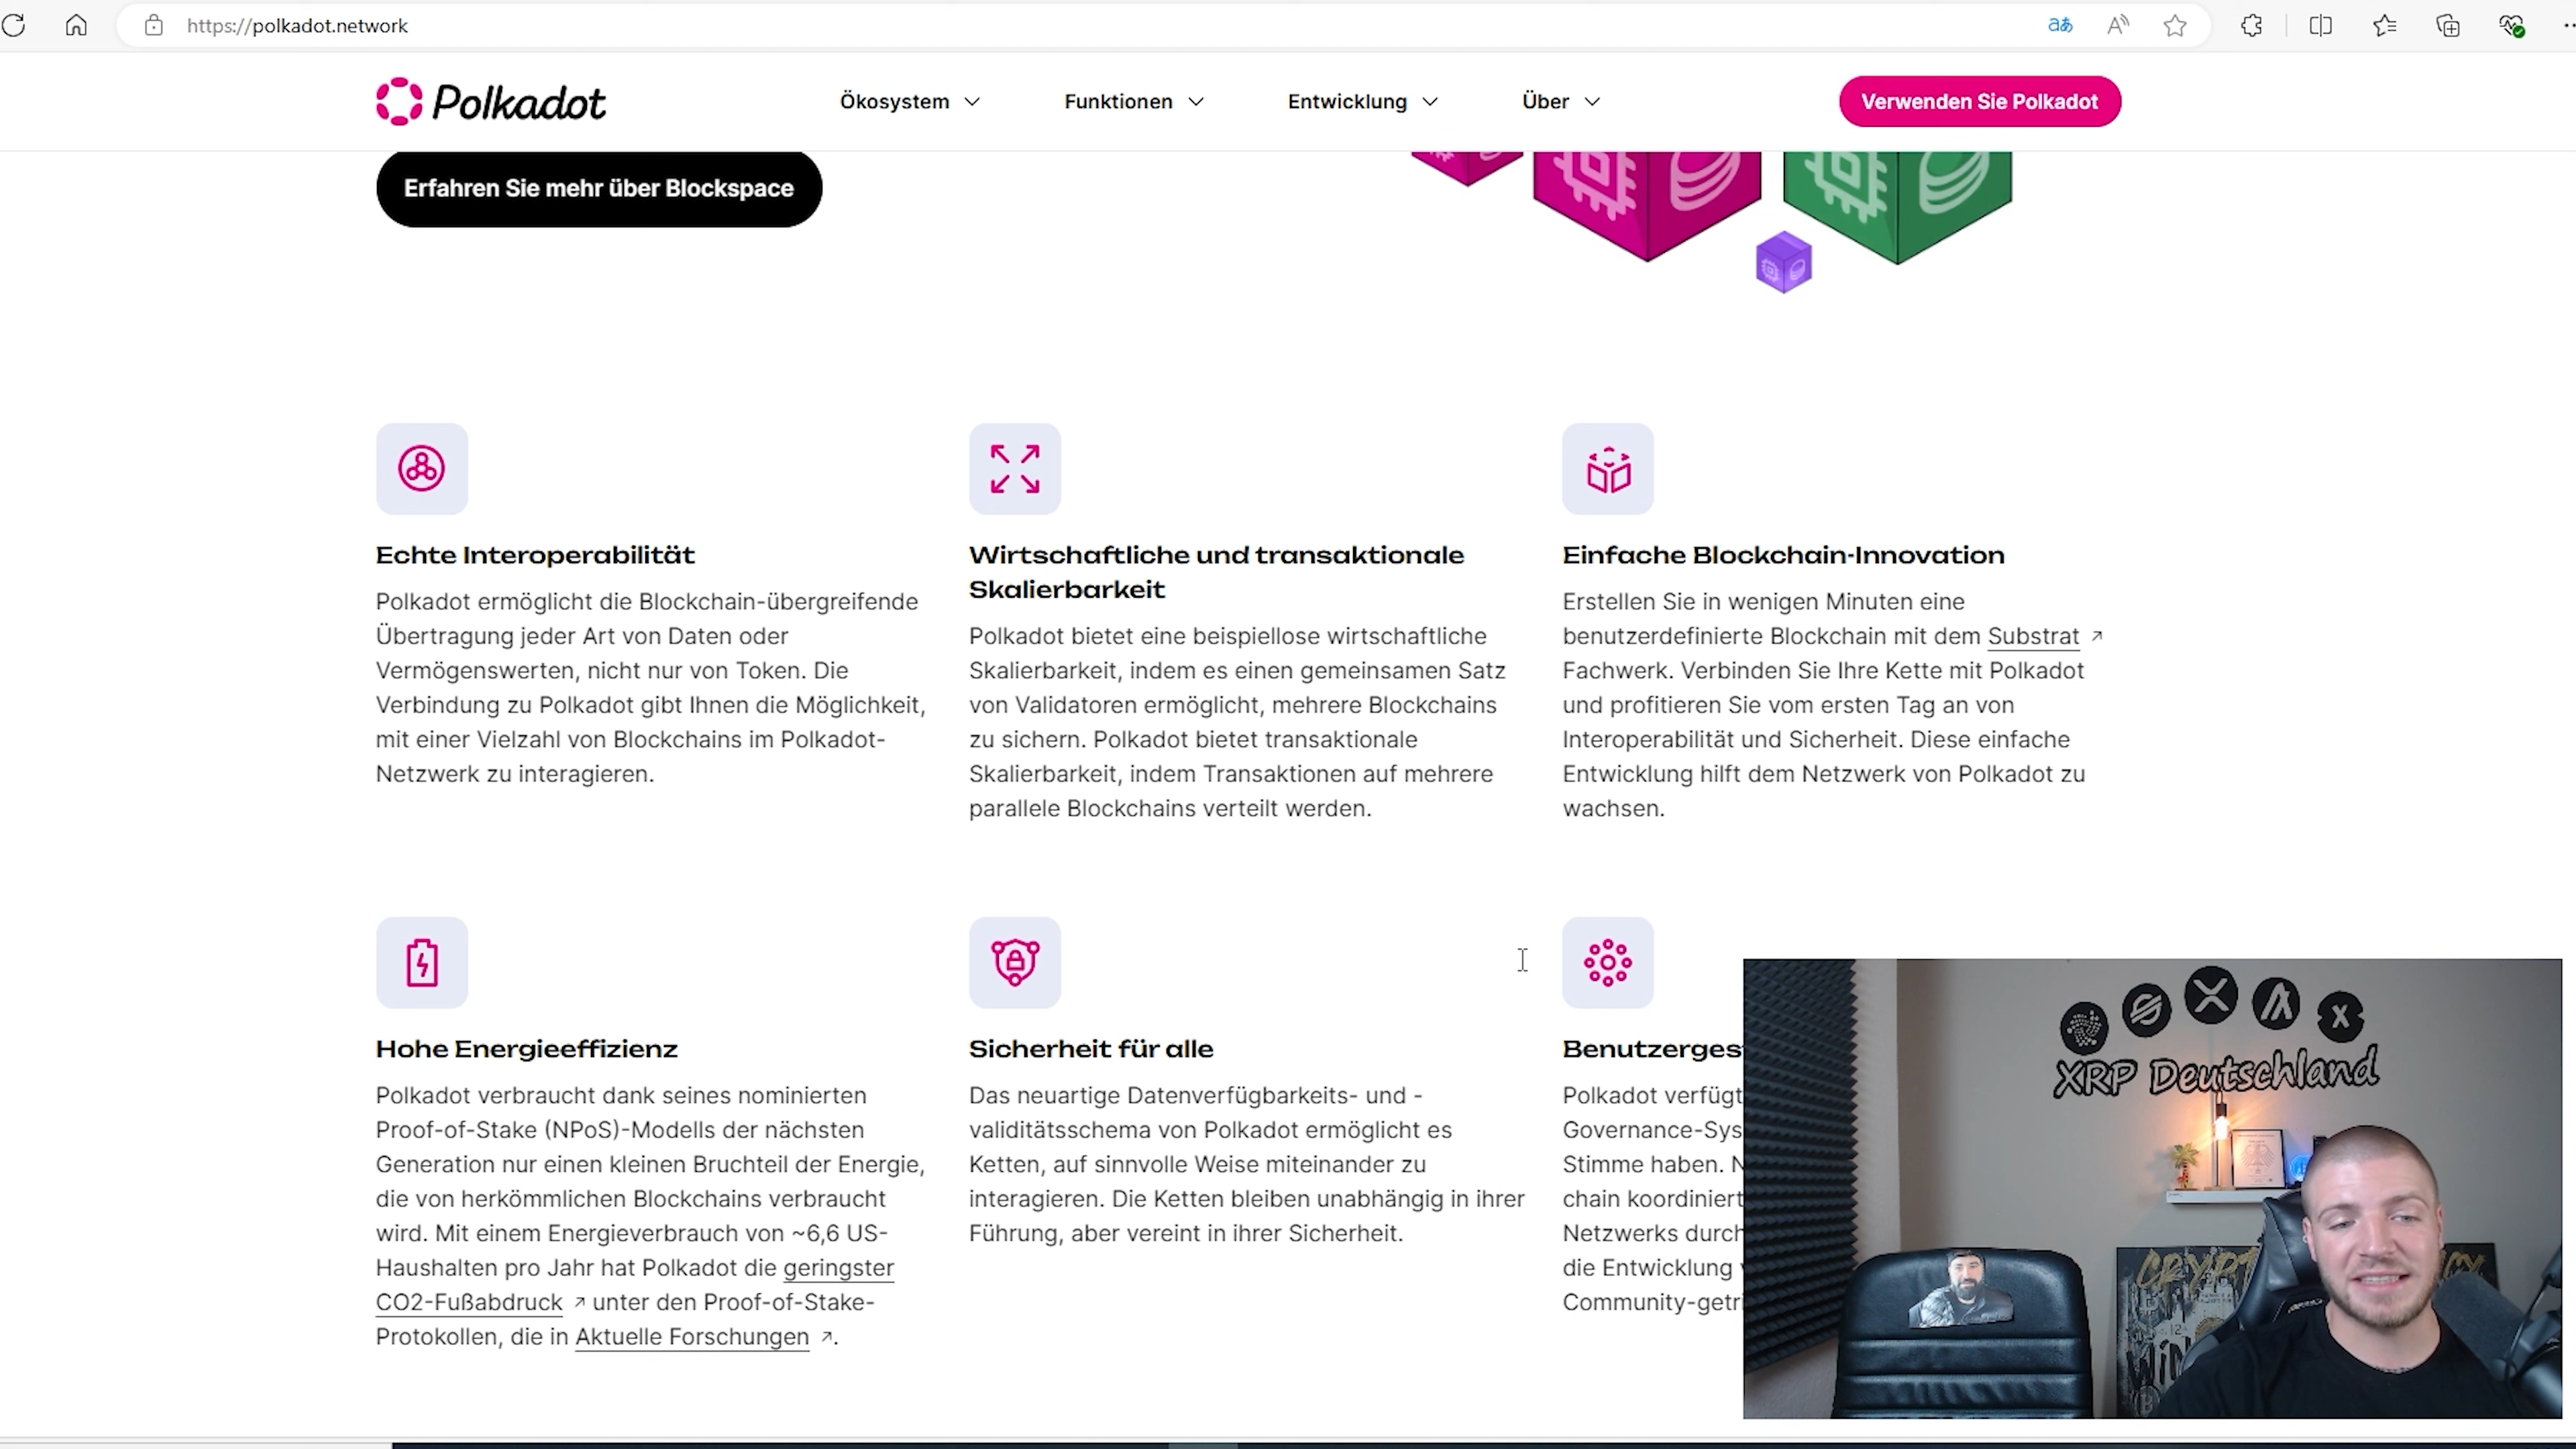 https://polkadot.network
Polkadot
Ökosystem
Funktionen
Entwicklung
Über
Verwenden Sie Polkadot
Erfahren Sie mehr über Blockspace
Echte Interoperabilität
Polkadot ermöglicht die Blockchain-übergreifende
Übertragung jeder Art von Daten oder
Vermögenswerten, nicht nur von Token. Die
Verbindung zu Polkadot gibt Ihnen die Möglichkeit,
mit einer Vielzahl von Blockchains im Polkadot-
Netzwerk zu interagieren.
Wirtschaftliche und transaktionale
Skalierbarkeit
Polkadot bietet eine beispiellose wirtschaftliche
Skalierbarkeit, indem es einen gemeinsamen Satz
von Validatoren ermöglicht, mehrere Blockchains
zu sichern. Polkadot bietet transaktionale
Skalierbarkeit, indem Transaktionen auf mehrere
parallele Blockchains verteilt werden.
Einfache Blockchain-Innovation
Erstellen Sie in wenigen Minuten eine
benutzerdefinierte Blockchain mit dem Substrat
Fachwerk. Verbinden Sie Ihre Kette mit Polkadot
und profitieren Sie vom ersten Tag an von
Interoperabilität und Sicherheit. Diese einfache
Entwicklung hilft dem Netzwerk von Polkadot zu
wachsen.
Hohe Energieeffizienz
Polkadot verbraucht dank seines nominierten
Proof-of-Stake (NPoS)-Modells der nächsten
Generation nur einen kleinen Bruchteil der Energie,
die von herkömmlichen Blockchains verbraucht
wird. Mit einem Energieverbrauch von ~6,6 US-
Haushalten pro Jahr hat Polkadot die geringster
CO2-Fußabdruck unter den Proof-of-Stake-
Protokollen, die in Aktuelle Forschungen .
Sicherheit für alle
Das neuartige Datenverfügbarkeits- und -
validitätsschema von Polkadot ermöglicht es
Ketten, auf sinnvolle Weise miteinander zu
interagieren. Die Ketten bleiben unabhängig in ihrer
Führung, aber vereint in ihrer Sicherheit.
Benutzerges
Polkadot verfügt
Governance-Sys
Stimme haben. N
chain koordiniert
Netzwerks durch
die Entwicklung
Community-getri
XRP Deutschland